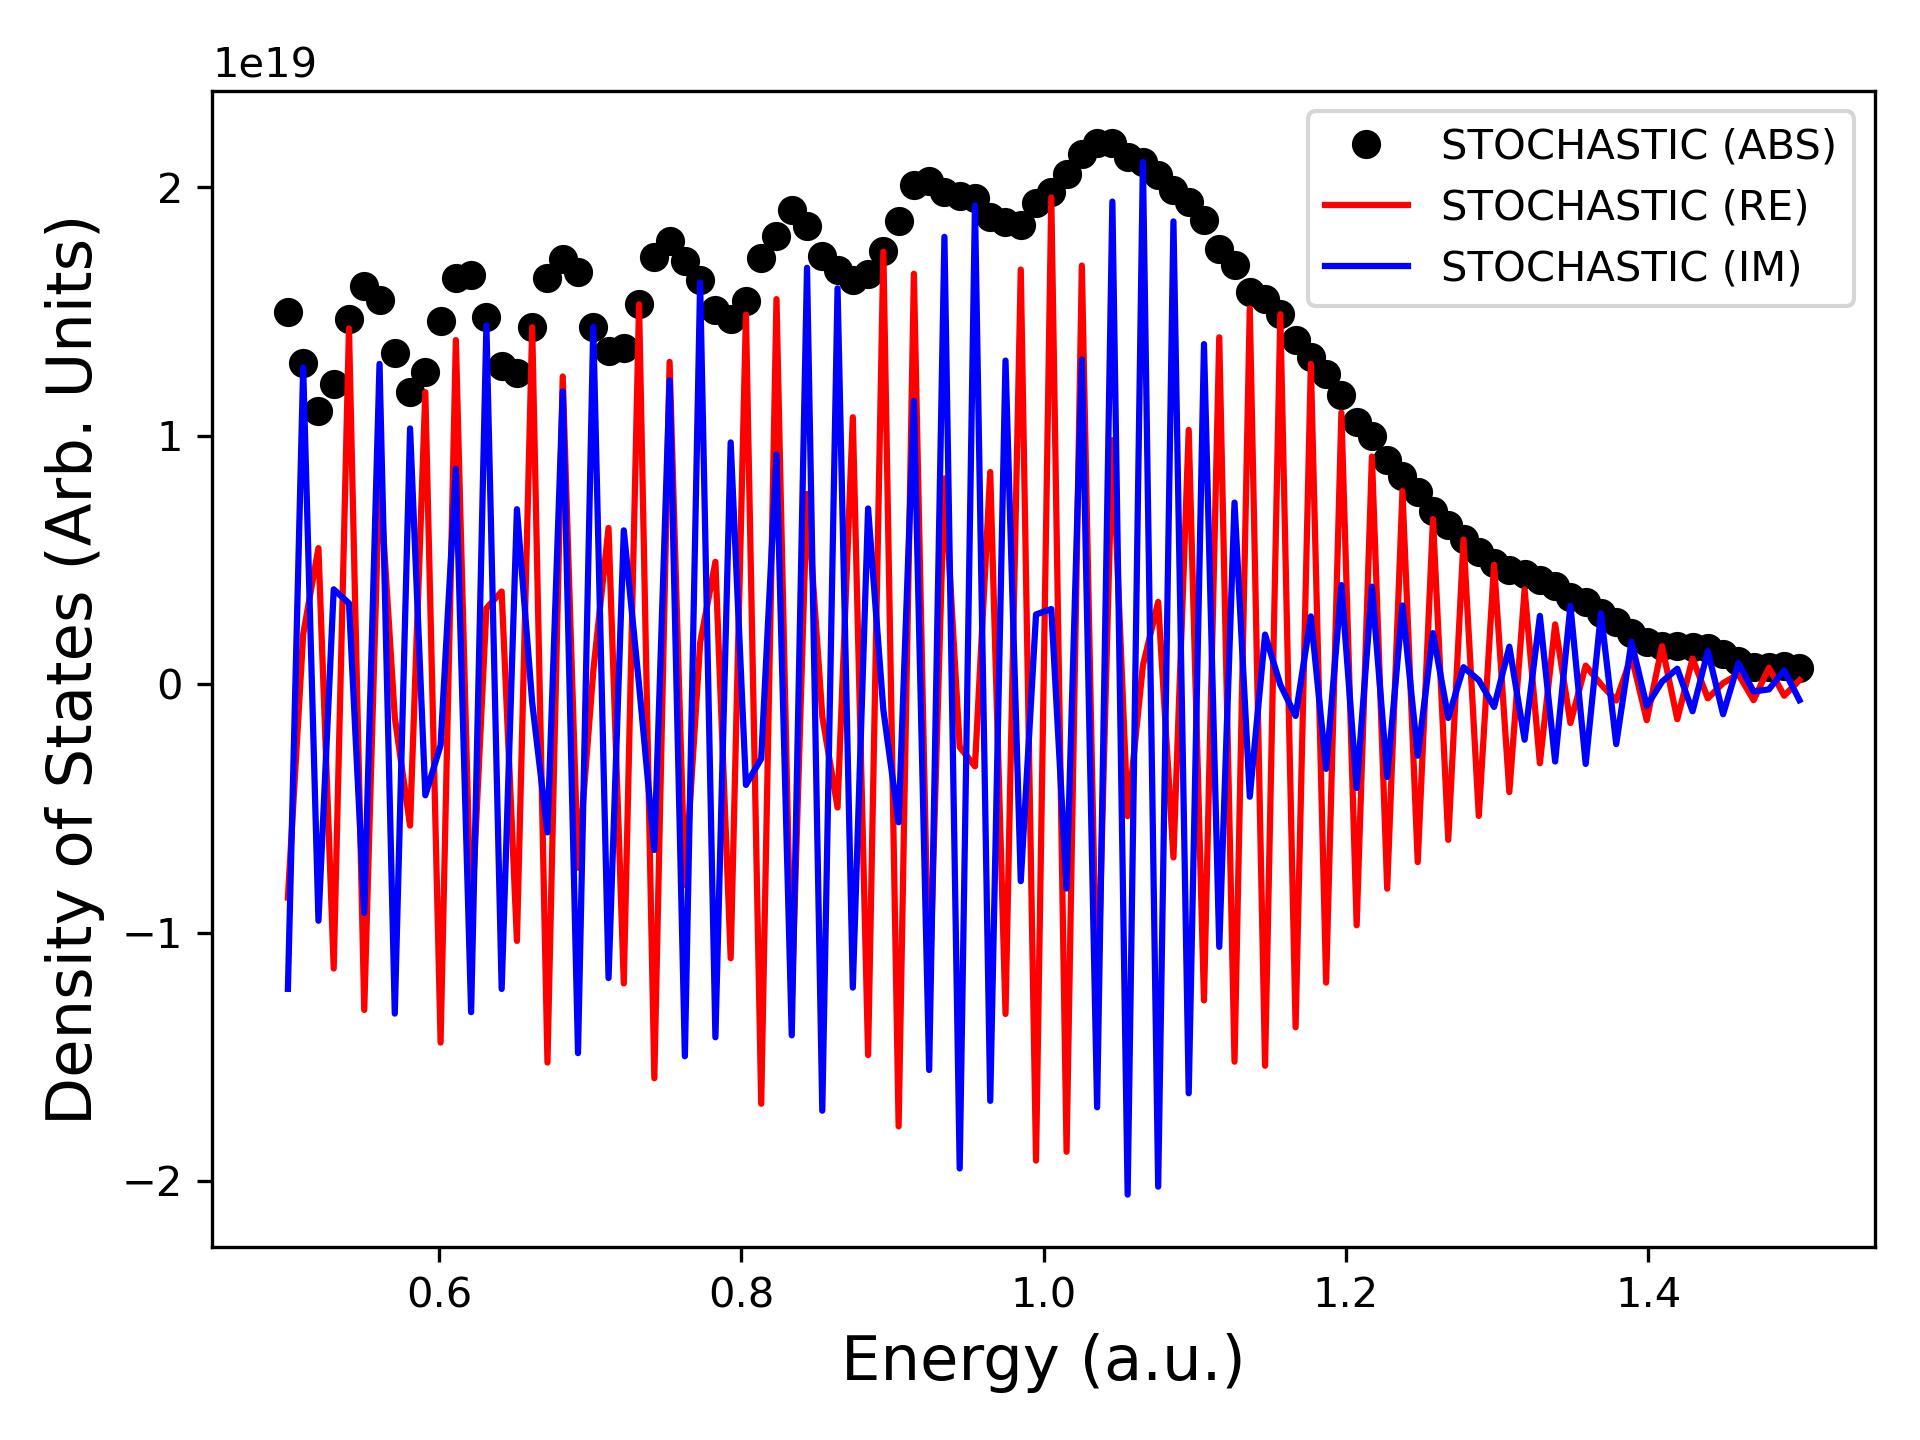 1e19
STOCHASTIC (ABS)
STOCHASTIC (RE)
STOCHASTIC (IM)
Density of States (Arb. Units)
2
1
0
−1
−2
0.6 0.8 1.0 1.2 1.4
Energy (a.u.)